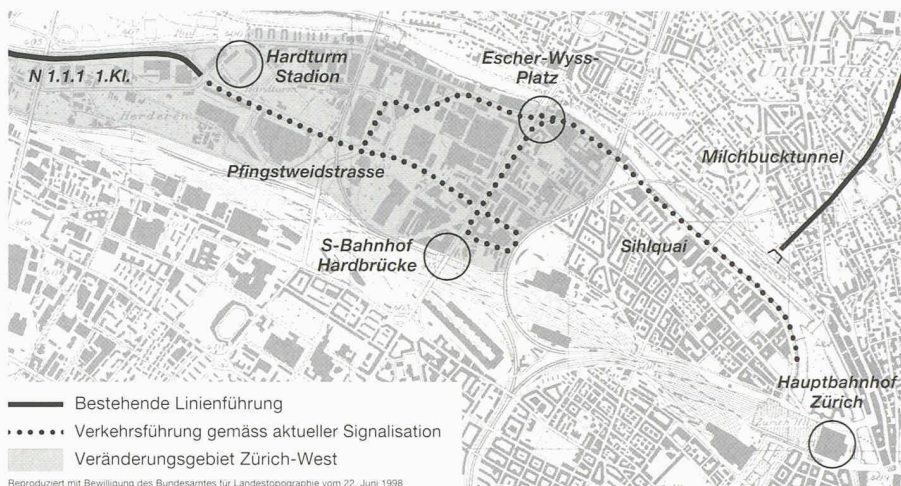 Hardturm
Stadion
Escher-Wyss-
Platz
N 1.1.1 1.Kl.
Herderen
Milchbucktunnel
Pfingstweidstrasse
S-Bahnhof
Hardbrücke
Sihlquai
Hauptbahnhof
Zürich
Bestehende Linienführung
Verkehrsführung gemäss aktueller Signalisation
Veränderungsgebiet Zürich-West
Reproduziert mit Bewilligung des Bundesamtes für Landestopographie vom 22. Juni 1998